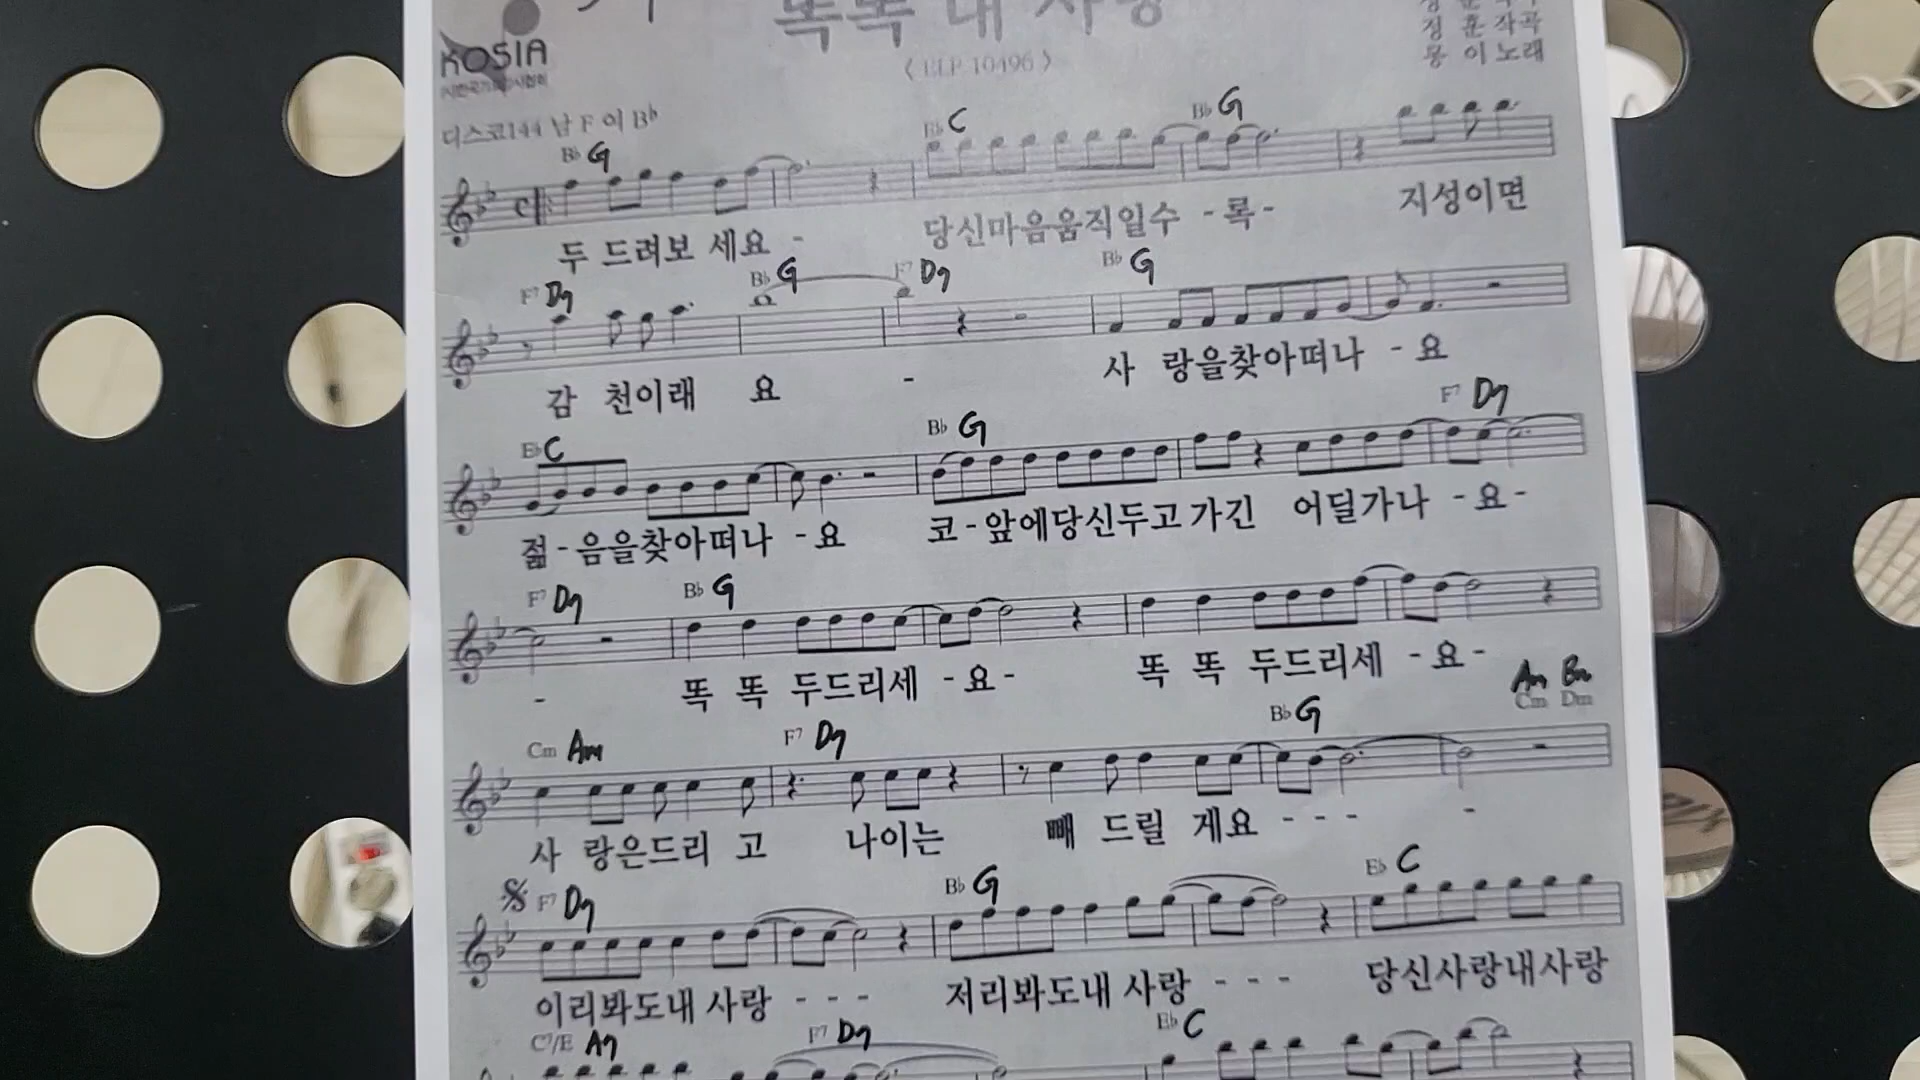 똑똑 내 사랑
KOSIA
< ELP 10496 >
정 훈 작곡
몽 이 노래
디스코144 남 F 여 B♭
B♭ G E♭ C B♭ G
두 드려보 세요 - 당신마음움직일수 - 록 - 지성이면
F7 D7 B♭ G F7 D7 B♭ G
감 천이래 요 - 사 랑을찾아떠나 - 요
E♭ C B♭ G F7 D7
젊 - 음을찾아떠나 - 요 코 - 앞에당신두고가긴 어딜가나 - 요 -
F7 D7 B♭ G
- 똑 똑 두드리세 - 요 - 똑 똑 두드리세 - 요 -
Cm Am F7 D7 B♭ G Cm Am Dm Bm
사 랑은드리 고 나이는 빼 드릴 게요 - - - -
F7 D7 B♭ G E♭ C
이리봐도내 사랑 - - - 저리봐도내 사랑 - - - 당신사랑내사랑
C7/E A7 F7 D7 E♭ C